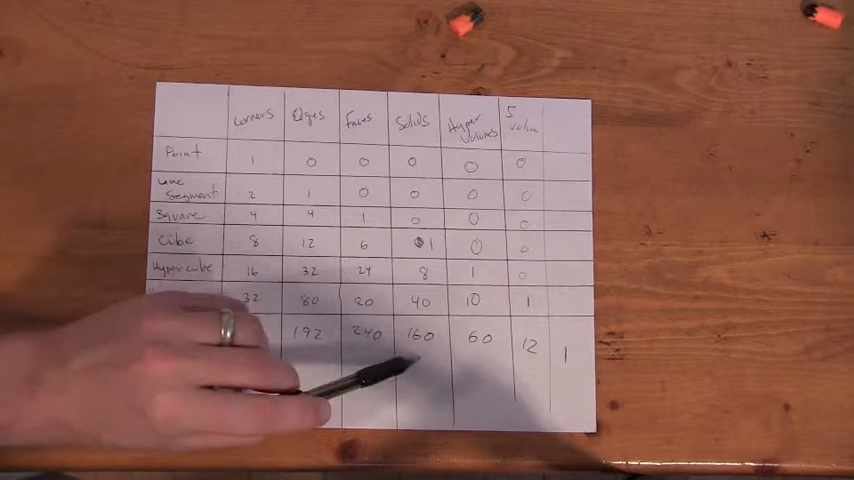 Corners Edges Faces Solids Hyper Volumes 5 Volume
Point 1 0 0 0 0 0
Line Segment 2 1 0 0 0 0
Square 4 4 1 0 0 0
Cube 8 12 6 1 0 0
Hypercube 16 32 24 8 1 0
32 80 80 40 10 1
192 240 160 60 12 1